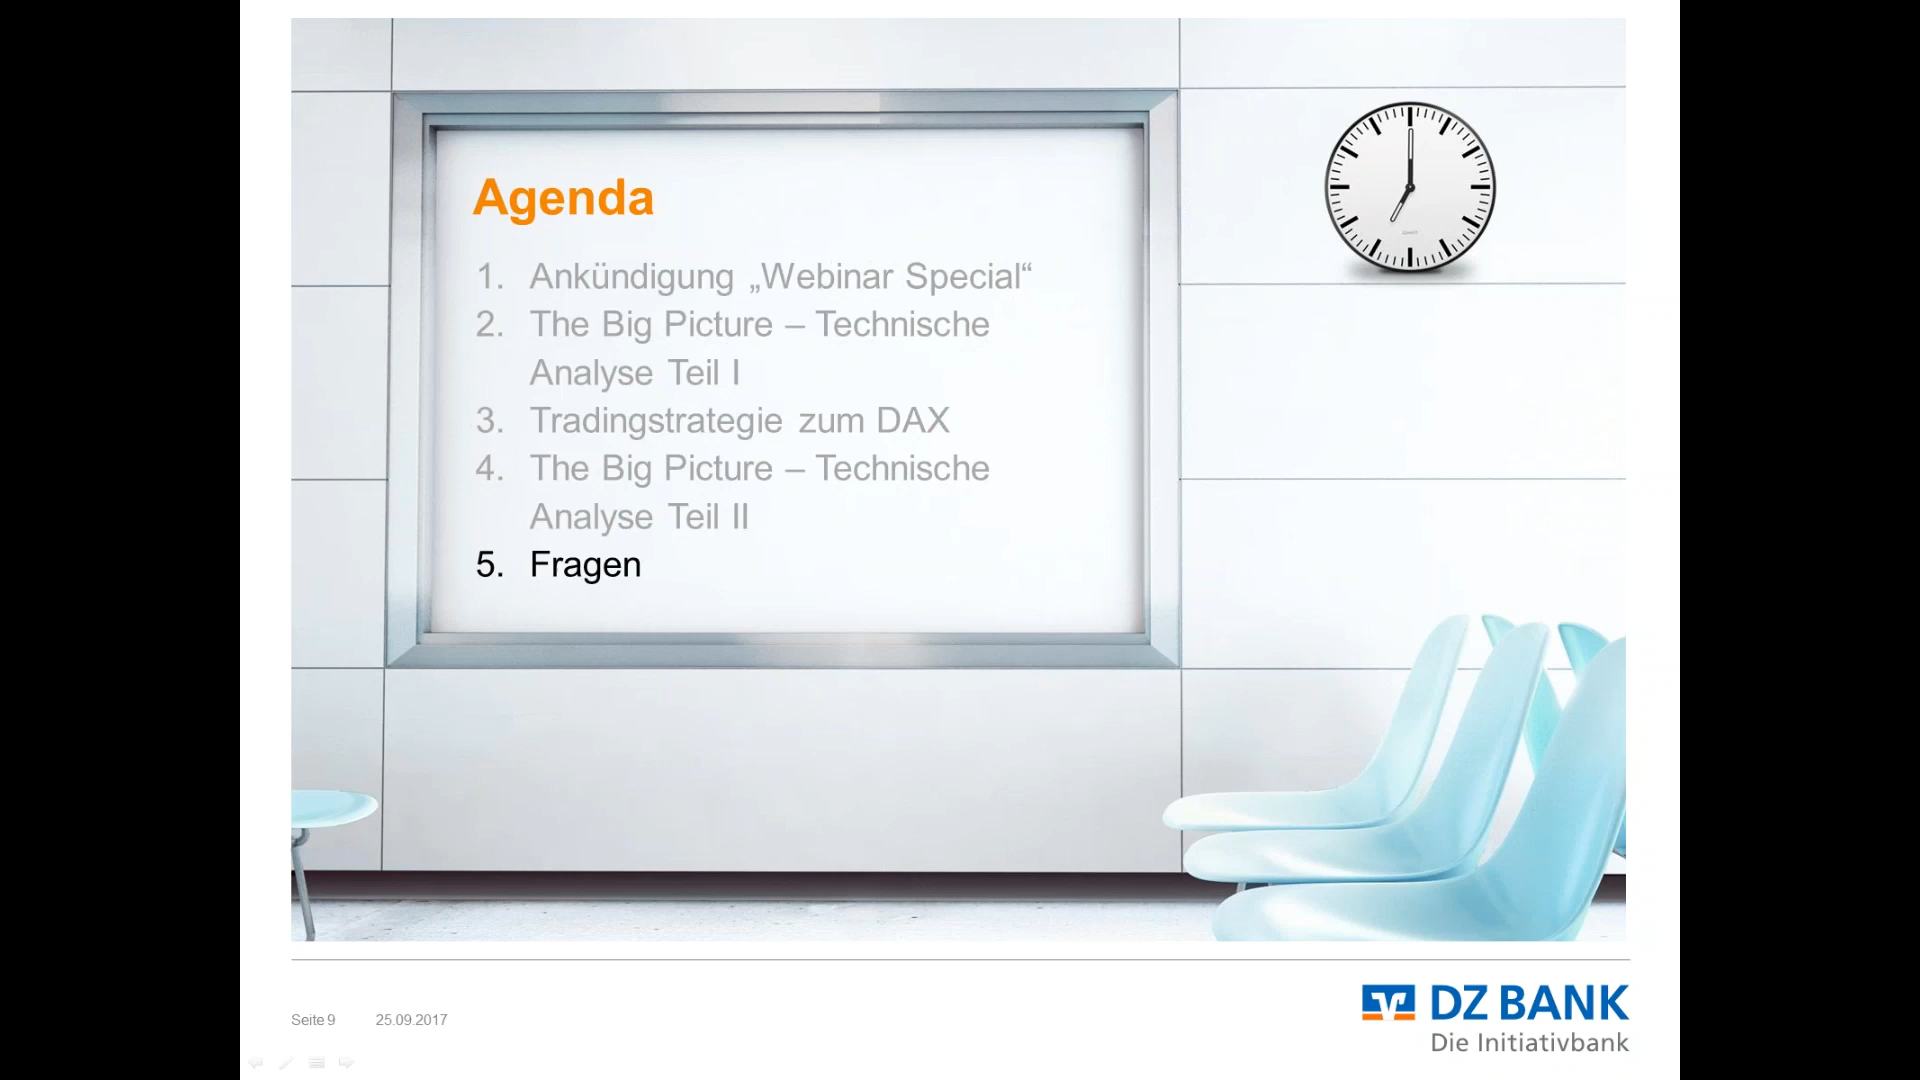 Agenda
1. Ankündigung „Webinar Special“
2. The Big Picture – Technische
Analyse Teil I
3. Tradingstrategie zum DAX
4. The Big Picture – Technische
Analyse Teil II
5. Fragen
Seite 9 25.09.2017
DZ BANK
Die Initiativbank